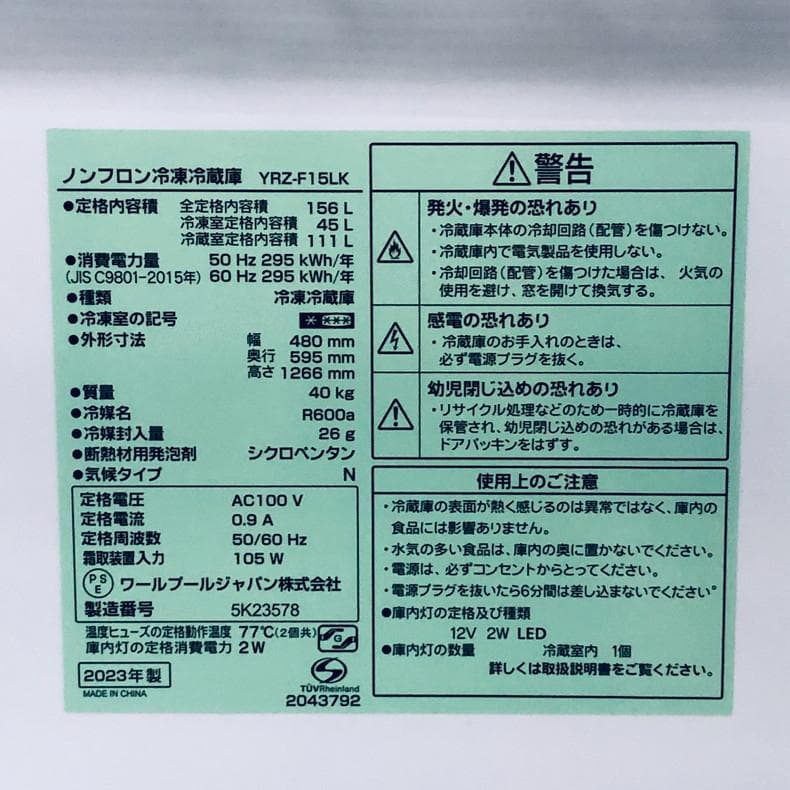 ノンフロン冷凍冷蔵庫 YRZ-F15LK
●定格内容積 全定格内容積 156 L
冷凍室定格内容積 45 L
冷蔵室定格内容積 111 L
●消費電力量 50 Hz 295 kWh/年
(JIS C9801-2015年) 60 Hz 295 kWh/年
●種類 冷凍冷蔵庫
●冷凍室の記号 * ***
●外形寸法 幅 480 mm
奥行 595 mm
高さ 1266 mm
●質量 40 kg
●冷媒名 R600a
●冷媒封入量 26 g
●断熱材用発泡剤 シクロペンタン
●気候タイプ N
定格電圧 AC100 V
定格電流 0.9 A
定格周波数 50/60 Hz
霜取装置入力 105 W
PSE ワールプールジャパン株式会社
製造番号 5K23578
温度ヒューズの定格動作温度 77℃(2個共)
庫内灯の定格消費電力 2W
G
2023年製
MADE IN CHINA
TÜVRheinland
2043792
警告
発火・爆発の恐れあり
・冷蔵庫本体の冷却回路(配管)を傷つけない。
・冷蔵庫内で電気製品を使用しない。
・冷却回路(配管)を傷つけた場合は、火気の
使用を避け、窓を開けて換気する。
感電の恐れあり
・冷蔵庫のお手入れのときは、
必ず電源プラグを抜く。
幼児閉じ込めの恐れあり
・リサイクル処理などのため一時的に冷蔵庫を
保管され、幼児閉じ込めの恐れがある場合は、
ドアパッキンをはずす。
使用上のご注意
・冷蔵庫の表面が熱く感じるのは異常ではなく、庫内の
食品には影響ありません。
・水気の多い食品は、庫内の奥に置かないでください。
・電源は、必ずコンセントからとってください。
・電源プラグを抜いたら6分間は差し込まないでください。
●庫内灯の定格及び種類
12V 2W LED
●庫内灯の数量 冷蔵室内 1個
詳しくは取扱説明書をご覧ください。